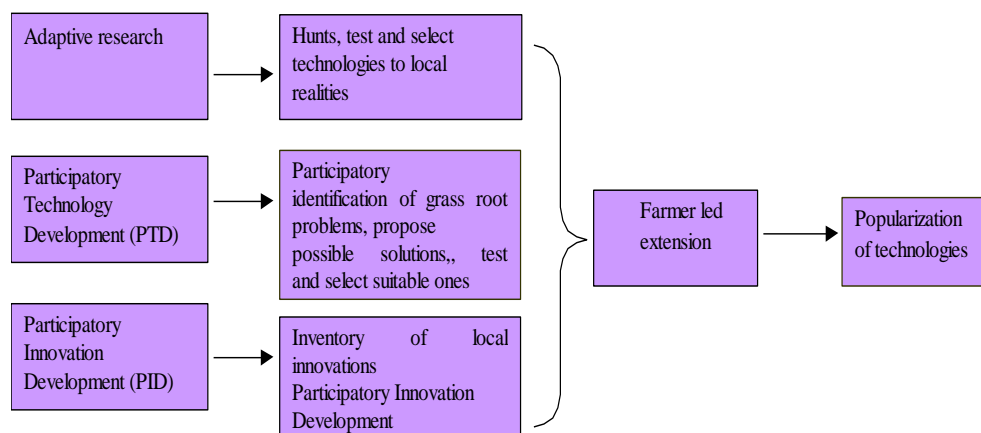 Adaptive research
Hunts, test and select
technologies to local
realities
Participatory
Technology
Development (PTD)
Participatory
identification of grass root
problems, propose
possible solutions,, test
and select suitable ones
Participatory
Innovation
Development (PID)
Inventory of local
innovations
Participatory Innovation
Development
Farmer led
extension
Popularization
of technologies